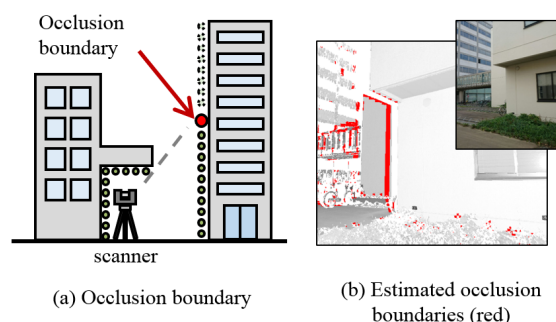 Occlusion
boundary
scanner
(a) Occlusion boundary
(b) Estimated occlusion
boundaries (red)